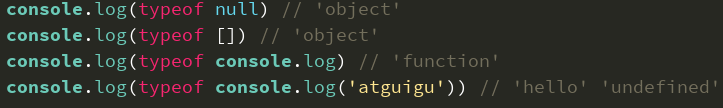 console.log(typeof null) // 'object'
console.log(typeof []) // 'object'
console.log(typeof console.log) // 'function'
console.log(typeof console.log('atguigu')) // 'hello' 'undefined'